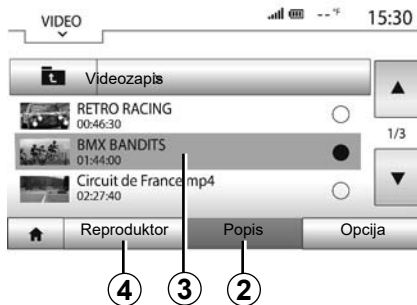 VIDEO
--°F
15:30
Videozapis
RETRO RACING
00:46:30
1/3
BMX BANDITS
01:44:00
Circuit de France mp4
02:27:40
Reproduktor
Popis
Opcija
4
3
2